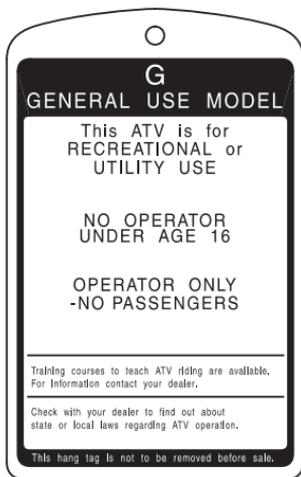 G
GENERAL USE MODEL
This ATV is for
RECREATIONAL or
UTILITY USE
NO OPERATOR
UNDER AGE 16
OPERATOR ONLY
-NO PASSENGERS
Training courses to teach ATV riding are available.
For information contact your dealer.
Check with your dealer to find out about
state or local laws regarding ATV operation.
This hang tag is not to be removed before sale.